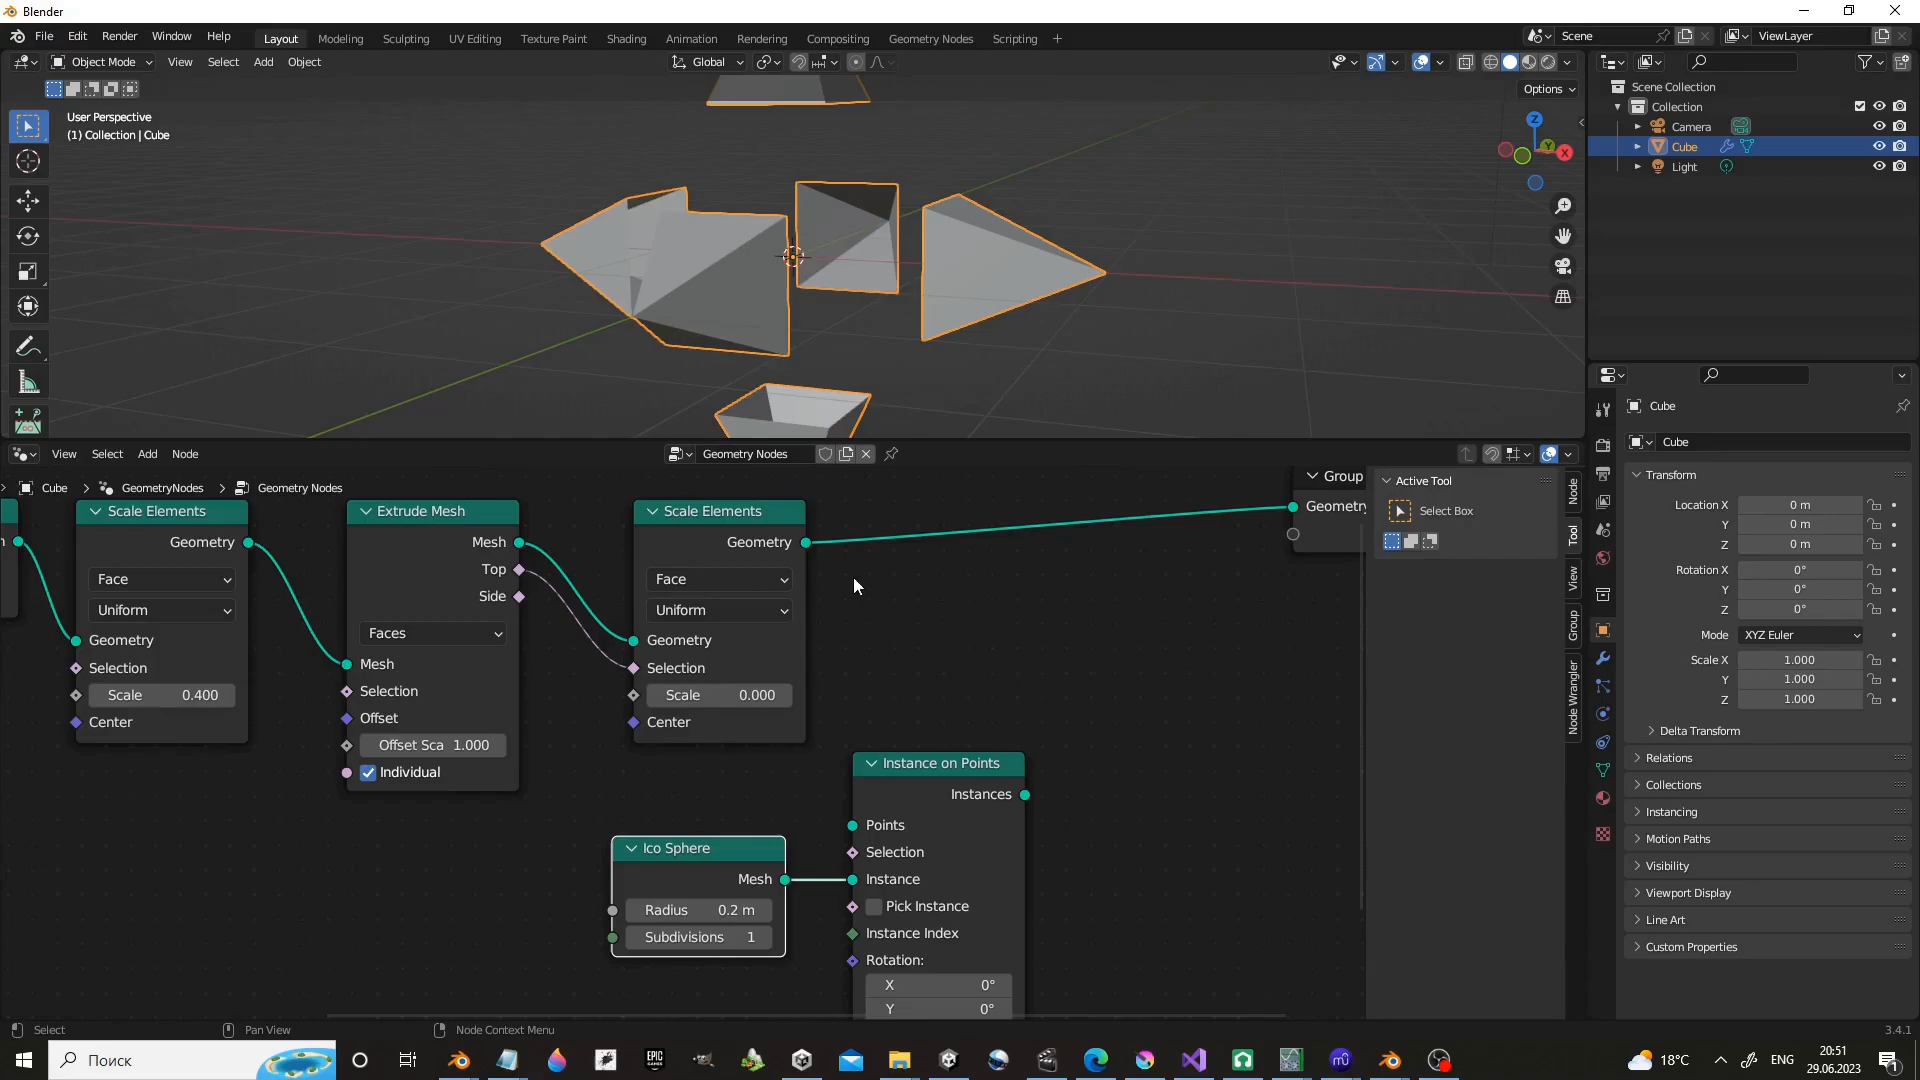 Blender
File Edit Render Window Help Layout Modeling Sculpting UV Editing Texture Paint Shading Animation Rendering Compositing Geometry Nodes Scripting + Scene ViewLayer
Object Mode View Select Add Object Global
Options
User Perspective
(1) Collection | Cube
Z
Y
X
Scene Collection
Collection
Camera
Cube
Light
View Select Add Node Geometry Nodes
Cube > GeometryNodes > Geometry Nodes
Scale Elements
Geometry
Face
Uniform
Geometry
Selection
Scale 0.400
Center
Extrude Mesh
Mesh
Top
Side
Faces
Mesh
Selection
Offset
Offset Sca 1.000
Individual
Scale Elements
Geometry
Face
Uniform
Geometry
Selection
Scale 0.000
Center
Ico Sphere
Mesh
Radius 0.2 m
Subdivisions 1
Instance on Points
Instances
Points
Selection
Instance
Pick Instance
Instance Index
Rotation:
X 0°
Y 0°
Group
Geometry
Active Tool
Select Box
Node
Tool
View
Group
Node Wrangler
Cube
Cube
Transform
Location X 0 m
Y 0 m
Z 0 m
Rotation X 0°
Y 0°
Z 0°
Mode XYZ Euler
Scale X 1.000
Y 1.000
Z 1.000
Delta Transform
Relations
Collections
Instancing
Motion Paths
Visibility
Viewport Display
Line Art
Custom Properties
Select Pan View Node Context Menu 3.4.1
Поиск
EPIC GAMES
18°C
ENG
20:51
29.06.2023
1